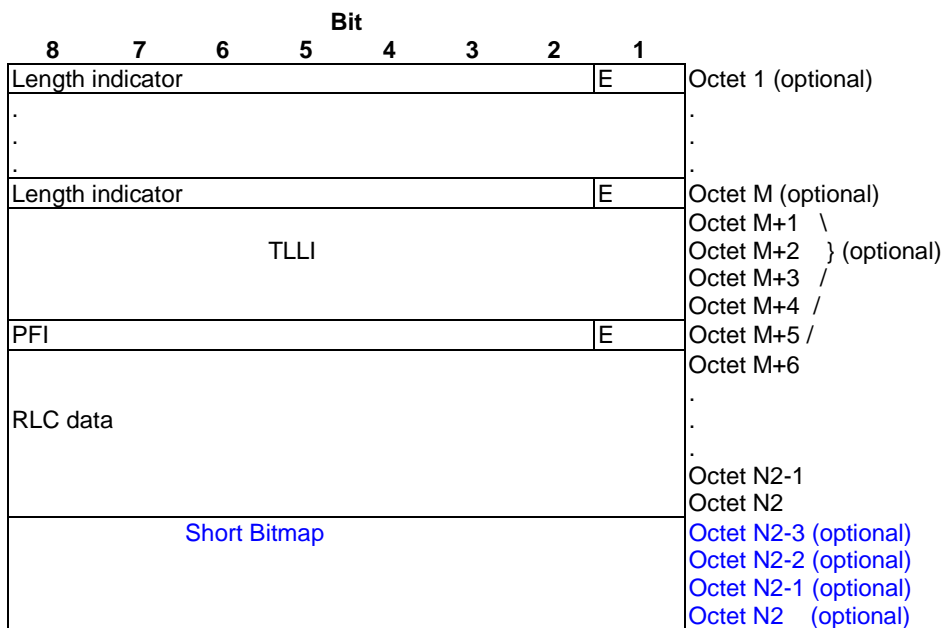 Bit
8 7 6 5 4 3 2 1
Length indicator E Octet 1 (optional)
. .
. .
. .
Length indicator E Octet M (optional)
Octet M+1 \
TLLI Octet M+2 } (optional)
Octet M+3 /
Octet M+4 /
PFI E Octet M+5 /
Octet M+6
.
RLC data .
.
Octet N2-1
Octet N2
Short Bitmap Octet N2-3 (optional)
Octet N2-2 (optional)
Octet N2-1 (optional)
Octet N2 (optional)